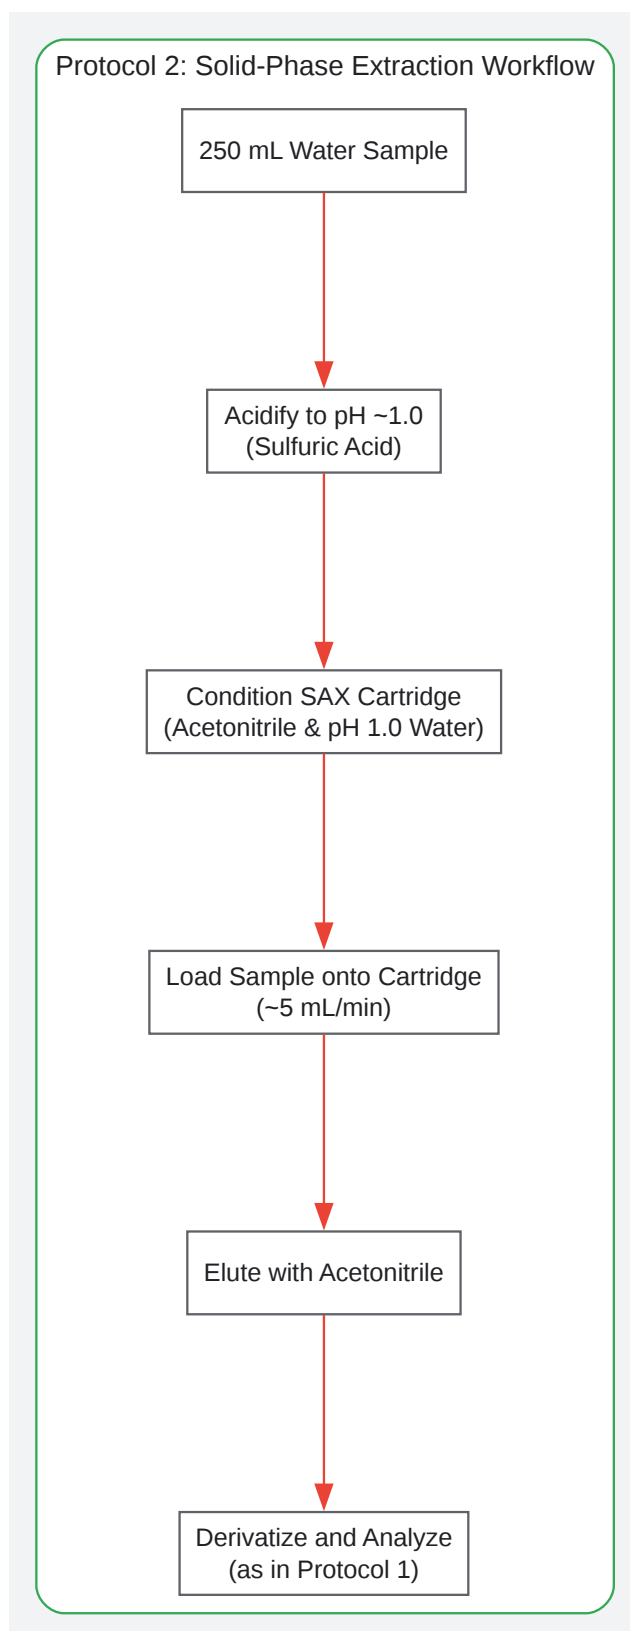 Protocol 2: Solid-Phase Extraction Workflow
250 mL Water Sample
Acidify to pH ~1.0
(Sulfuric Acid)
Condition SAX Cartridge
(Acetonitrile & pH 1.0 Water)
Load Sample onto Cartridge
(~5 mL/min)
Elute with Acetonitrile
Derivatize and Analyze
(as in Protocol 1)